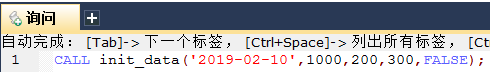 询问
自动完成: [Tab]-> 下一个标签, [Ctrl+Space]-> 列出所有标签, [Ct
1 CALL init_data('2019-02-10',1000,200,300,FALSE);